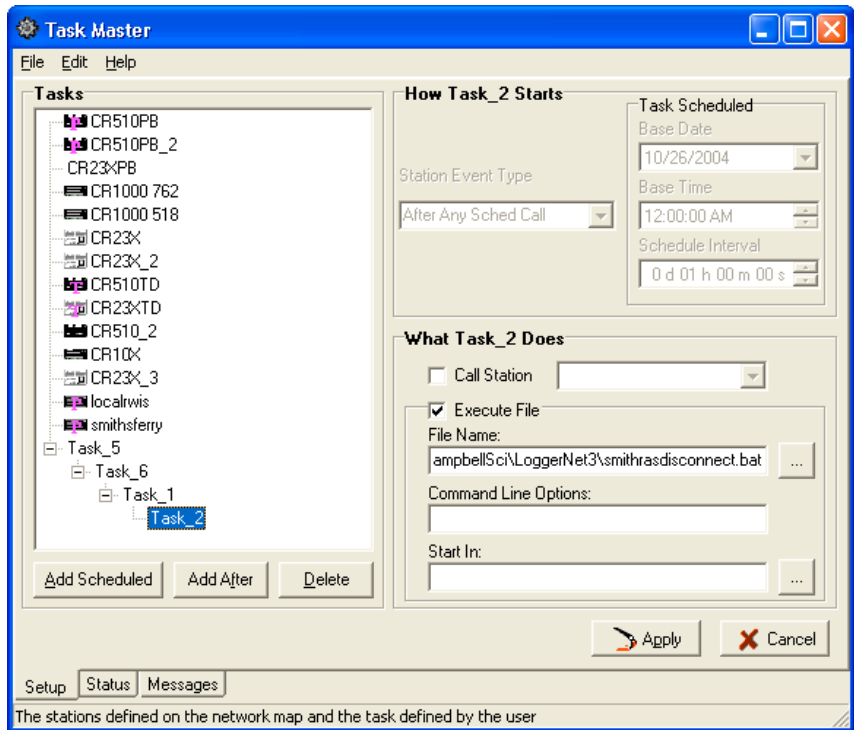 Task Master
File Edit Help
Tasks
CR510PB
CR510PB_2
CR23XPB
CR1000 762
CR1000 518
CR23X
CR23X_2
CR510TD
CR23XTD
CR510_2
CR10X
CR23X_3
localrwis
smithsferry
Task_5
Task_6
Task_1
Task_2
Add Scheduled
Add After
Delete
How Task_2 Starts
Station Event Type
After Any Sched Call
Task Scheduled
Base Date
10/26/2004
Base Time
12:00:00 AM
Schedule Interval
0 d 01 h 00 m 00 s
What Task_2 Does
Call Station
Execute File
File Name:
ampbellSci\LoggerNet3\smithrasdisconnect.bat
...
Command Line Options:
Start In:
...
Apply
Cancel
Setup
Status
Messages
The stations defined on the network map and the task defined by the user